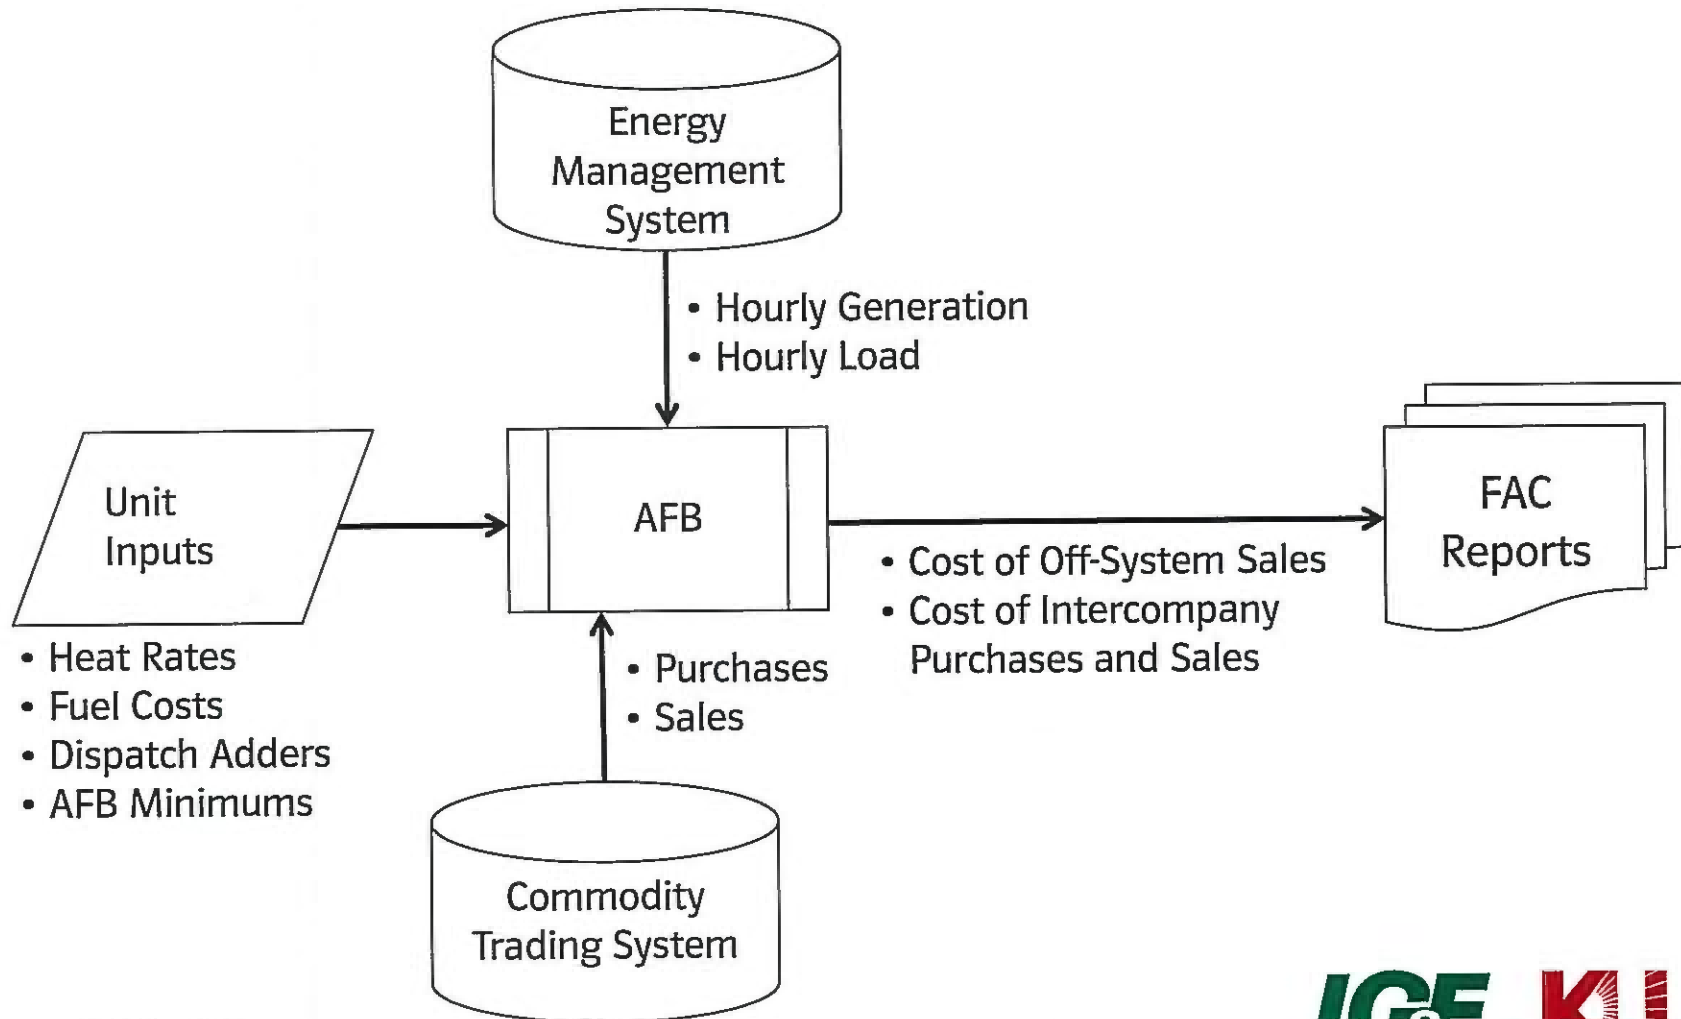 Energy
Management
System
• Hourly Generation
• Hourly Load
Unit
Inputs
AFB
FAC
Reports
• Cost of Off-System Sales
• Cost of Intercompany
Purchases and Sales
• Heat Rates
• Fuel Costs
• Dispatch Adders
• AFB Minimums
• Purchases
• Sales
Commodity
Trading System